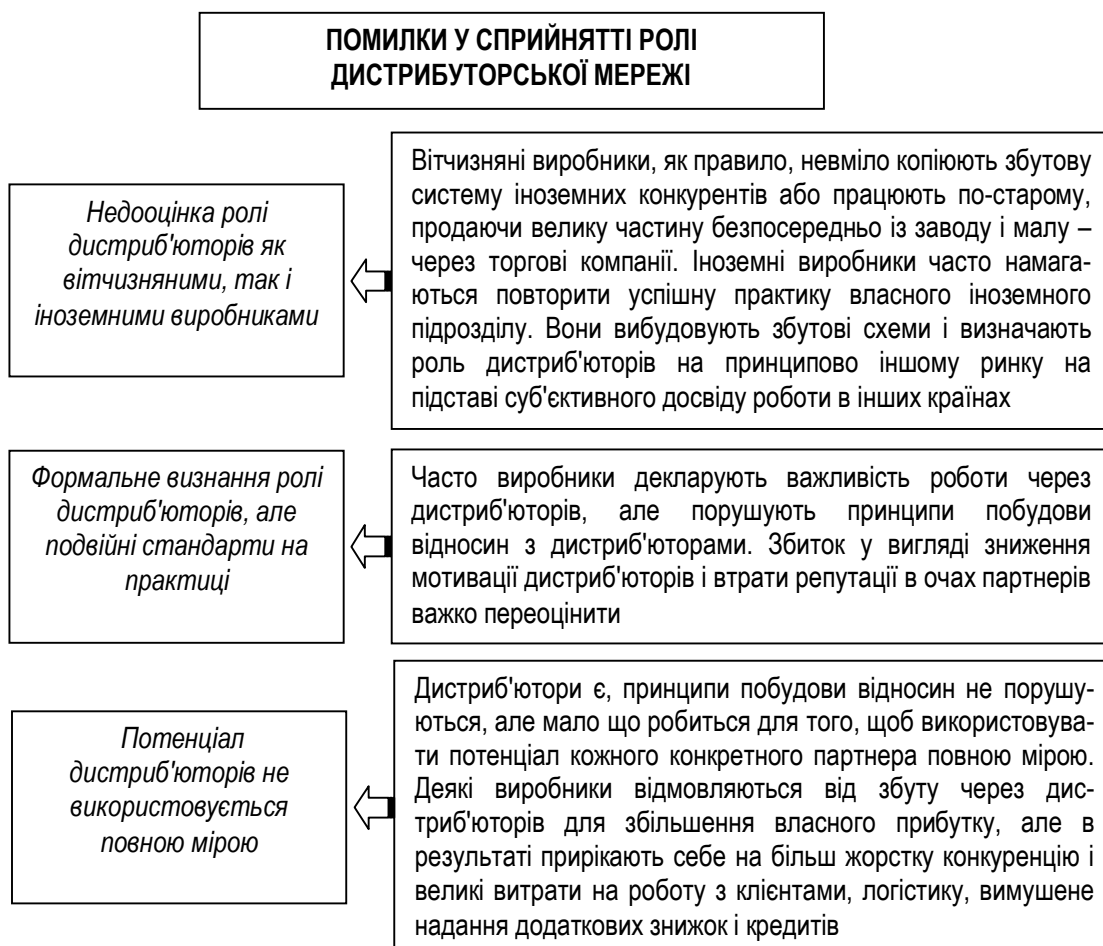 ПОМИЛКИ У СПРИЙНЯТТІ РОЛІ
ДИСТРИБУТОРСЬКОЇ МЕРЕЖІ
Недооцінка ролі
дистриб'юторів як
вітчизняними, так і
іноземними виробниками
Вітчизняні виробники, як правило, невміло копіюють збутову
систему іноземних конкурентів або працюють по-старому,
продаючи велику частину безпосередньо із заводу і малу –
через торгові компанії. Іноземні виробники часто намага-
ються повторити успішну практику власного іноземного
підрозділу. Вони вибудовують збутові схеми і визначають
роль дистриб'юторів на принципово іншому ринку на
підставі суб'єктивного досвіду роботи в інших країнах
Формальне визнання ролі
дистриб'юторів, але
подвійні стандарти на
практиці
Часто виробники декларують важливість роботи через
дистриб'юторів, але порушують принципи побудови
відносин з дистриб'юторами. Збиток у вигляді зниження
мотивації дистриб'юторів і втрати репутації в очах партнерів
важко переоцінити
Потенціал
дистриб'юторів не
використовується
повною мірою
Дистриб'ютори є, принципи побудови відносин не порушу-
ються, але мало що робиться для того, щоб використовува-
ти потенціал кожного конкретного партнера повною мірою.
Деякі виробники відмовляються від збуту через дис-
триб'юторів для збільшення власного прибутку, але в
результаті прирікають себе на більш жорстку конкуренцію і
великі витрати на роботу з клієнтами, логістику, вимушене
надання додаткових знижок і кредитів